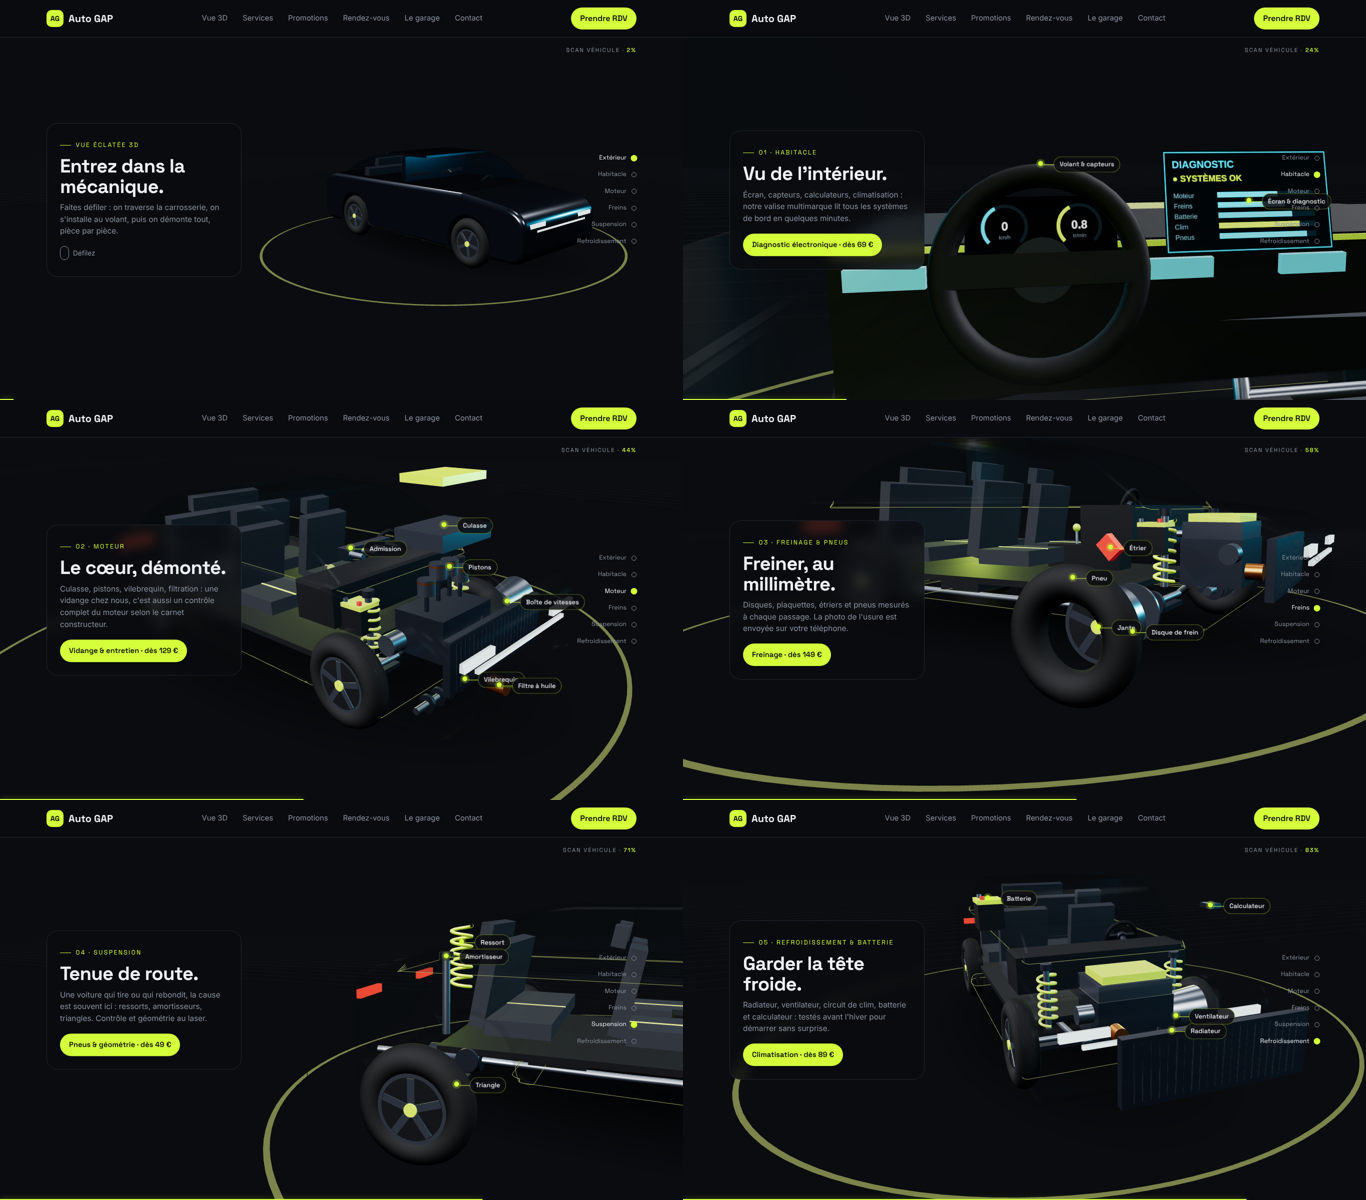 AG Auto GAP
Vue 3D Services Promotions Rendez-vous Le garage Contact
Prendre RDV
SCAN VÉHICULE · 2%
VUE ÉCLATÉE 3D
Entrez dans la
mécanique.
Faites défiler : on traverse la carrosserie, on
s'installe au volant, puis on démonte tout,
pièce par pièce.
Défilez
Extérieur
Habitacle
Moteur
Freins
Suspension
Refroidissement
AG Auto GAP
Vue 3D Services Promotions Rendez-vous Le garage Contact
Prendre RDV
SCAN VÉHICULE · 24%
01 · HABITACLE
Vu de l'intérieur.
Écran, capteurs, calculateurs, climatisation :
notre valise multimarque lit tous les systèmes
de bord en quelques minutes.
Diagnostic électronique · dès 69 €
Volant & capteurs
0
km/h
0.8
DIAGNOSTIC
SYSTÈMES OK
Moteur
Freins
Batterie
Clim
Pneus
Écran & diagnostic
Extérieur
Habitacle
Moteur
Freins
Refroidissement
AG Auto GAP
Vue 3D Services Promotions Rendez-vous Le garage Contact
Prendre RDV
SCAN VÉHICULE · 44%
02 · MOTEUR
Le cœur, démonté.
Culasse, pistons, vilebrequin, filtration : une
vidange chez nous, c'est aussi un contrôle
complet du moteur selon le carnet
constructeur.
Vidange & entretien · dès 129 €
Culasse
Admission
Pistons
Boîte de vitesses
Vilebrequin
Filtre à huile
Extérieur
Habitacle
Moteur
Freins
Suspension
Refroidissement
AG Auto GAP
Vue 3D Services Promotions Rendez-vous Le garage Contact
Prendre RDV
SCAN VÉHICULE · 58%
03 · FREINAGE & PNEUS
Freiner, au
millimètre.
Disques, plaquettes, étriers et pneus mesurés
à chaque passage. La photo de l'usure est
envoyée sur votre téléphone.
Freinage · dès 149 €
Étrier
Pneu
Jante
Disque de frein
Extérieur
Habitacle
Moteur
Freins
Suspension
Refroidissement
AG Auto GAP
Vue 3D Services Promotions Rendez-vous Le garage Contact
Prendre RDV
SCAN VÉHICULE · 71%
04 · SUSPENSION
Tenue de route.
Une voiture qui tire ou qui rebondit, la cause
est souvent ici : ressorts, amortisseurs,
triangles. Contrôle et géométrie au laser.
Pneus & géométrie · dès 49 €
Ressort
Amortisseur
Triangle
Extérieur
Habitacle
Moteur
Freins
Suspension
Refroidissement
AG Auto GAP
Vue 3D Services Promotions Rendez-vous Le garage Contact
Prendre RDV
SCAN VÉHICULE · 83%
05 · REFROIDISSEMENT & BATTERIE
Garder la tête
froide.
Radiateur, ventilateur, circuit de clim, batterie
et calculateur : testés avant l'hiver pour
démarrer sans surprise.
Climatisation · dès 89 €
Batterie
Calculateur
Ventilateur
Radiateur
Extérieur
Habitacle
Moteur
Freins
Suspension
Refroidissement